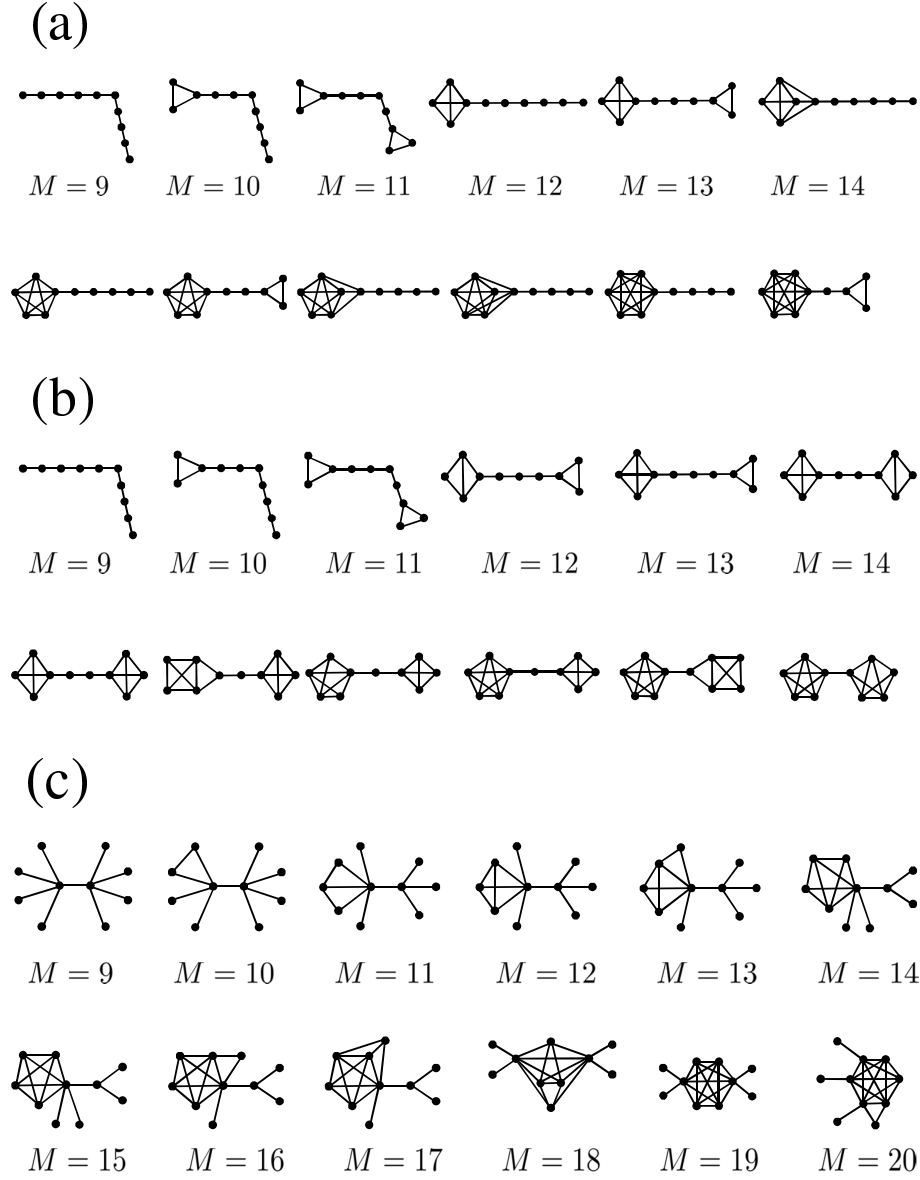 (a)
M = 9 M = 10 M = 11 M = 12 M = 13 M = 14
(b)
M = 9 M = 10 M = 11 M = 12 M = 13 M = 14
(c)
M = 9 M = 10 M = 11 M = 12 M = 13 M = 14
M = 15 M = 16 M = 17 M = 18 M = 19 M = 20